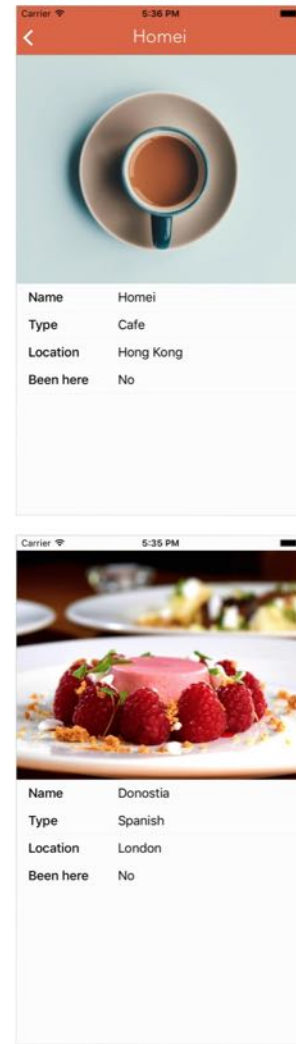 Carrier 5:36 PM
Homei
Name Homei
Type Cafe
Location Hong Kong
Been here No
Carrier 5:35 PM
Name Donostia
Type Spanish
Location London
Been here No